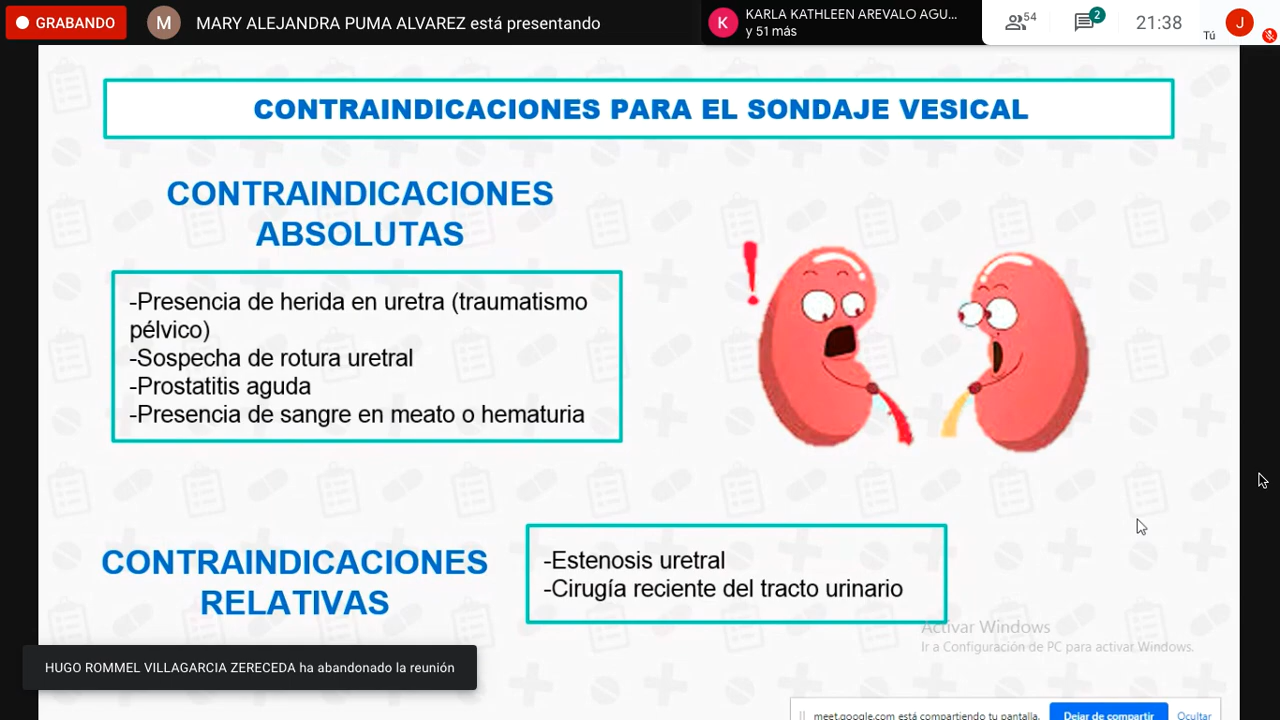 GRABANDO
M
MARY ALEJANDRA PUMA ALVAREZ está presentando
K
KARLA KATHLEEN AREVALO AGU...
y 51 más
54
2
21:38
Tú
J
CONTRAINDICACIONES PARA EL SONDAJE VESICAL
CONTRAINDICACIONES
ABSOLUTAS
-Presencia de herida en uretra (traumatismo
pélvico)
-Sospecha de rotura uretral
-Prostatitis aguda
-Presencia de sangre en meato o hematuria
CONTRAINDICACIONES
RELATIVAS
-Estenosis uretral
-Cirugía reciente del tracto urinario
Activar Windows
Ir a Configuración de PC para activar Windows.
HUGO ROMMEL VILLAGARCIA ZERECEDA ha abandonado la reunión
meet.google.com está compartiendo tu pantalla.
Dejar de compartir
Ocultar